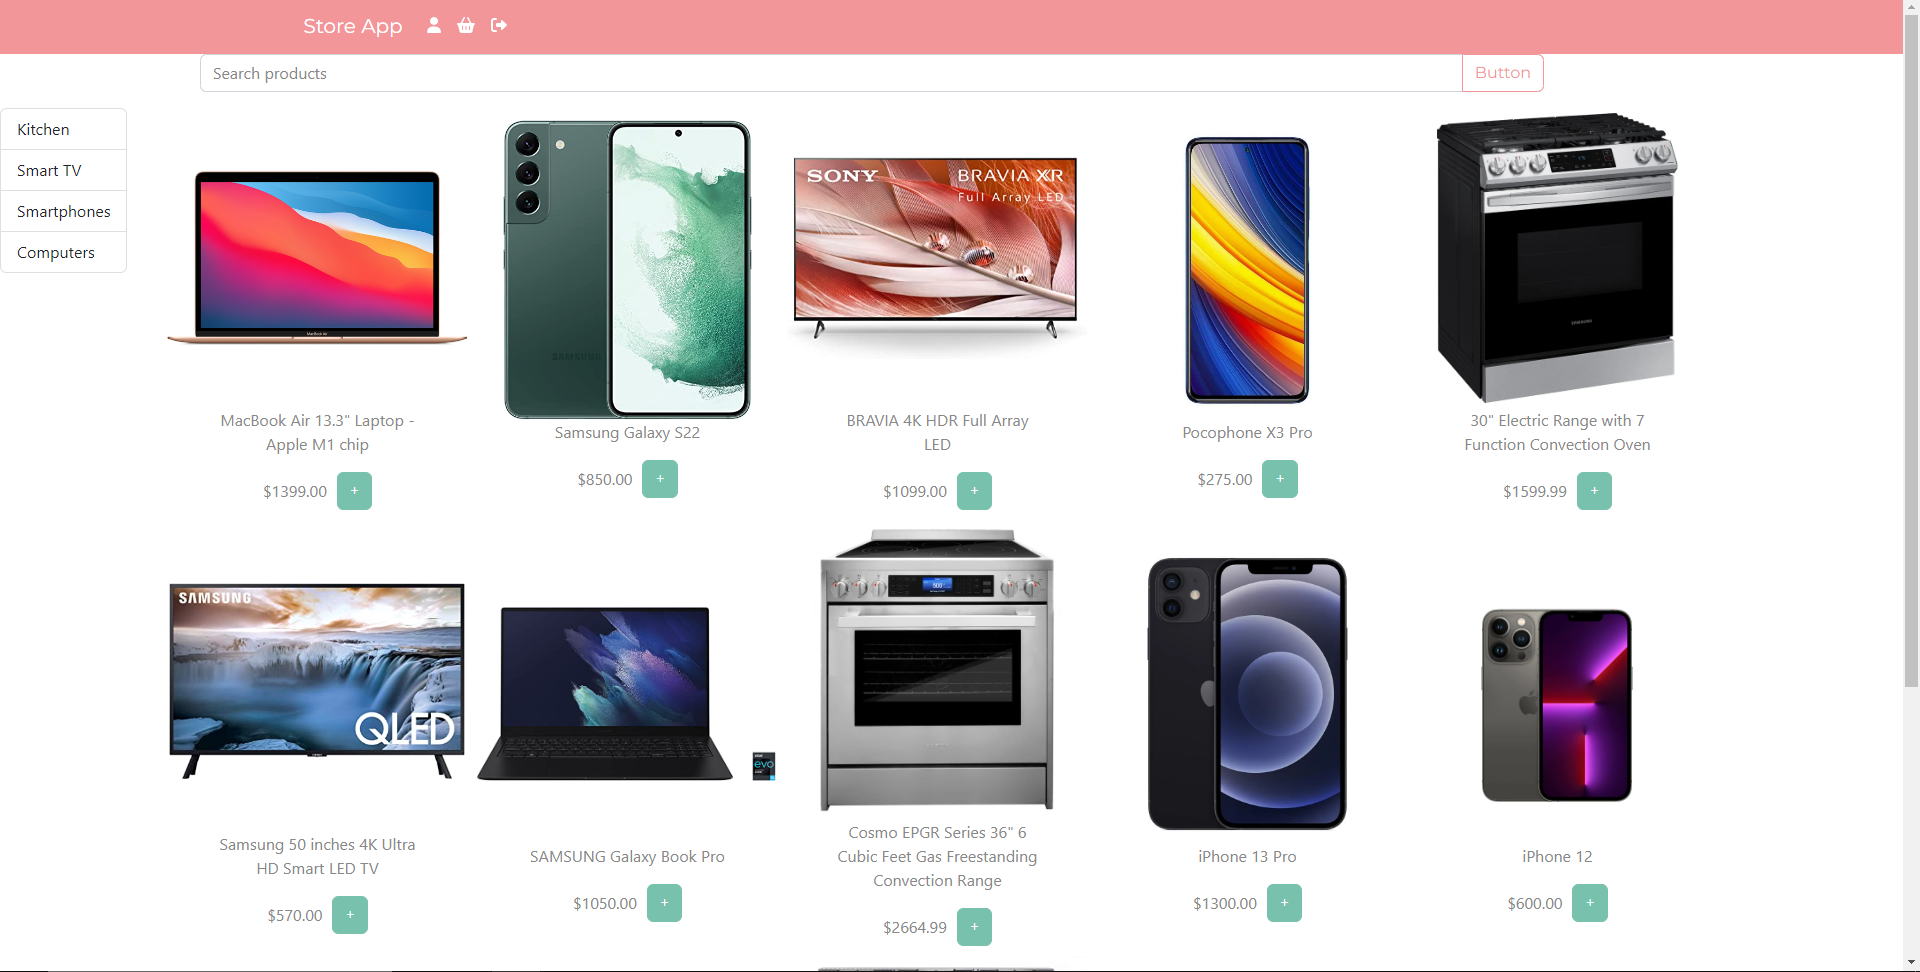 Store App
Search products
Button
Kitchen
Smart TV
Smartphones
Computers
MacBook Air
SAMSUNG
SONY
BRAVIA XR
Full Array LED
SAMSUNG
MacBook Air 13.3" Laptop -
Apple M1 chip
$1399.00 +
Samsung Galaxy S22
$850.00 +
BRAVIA 4K HDR Full Array
LED
$1099.00 +
Pocophone X3 Pro
$275.00 +
30" Electric Range with 7
Function Convection Oven
$1599.99 +
SAMSUNG
QLED
evo
Samsung 50 inches 4K Ultra
HD Smart LED TV
$570.00 +
SAMSUNG Galaxy Book Pro
$1050.00 +
Cosmo EPGR Series 36" 6
Cubic Feet Gas Freestanding
Convection Range
$2664.99 +
iPhone 13 Pro
$1300.00 +
iPhone 12
$600.00 +